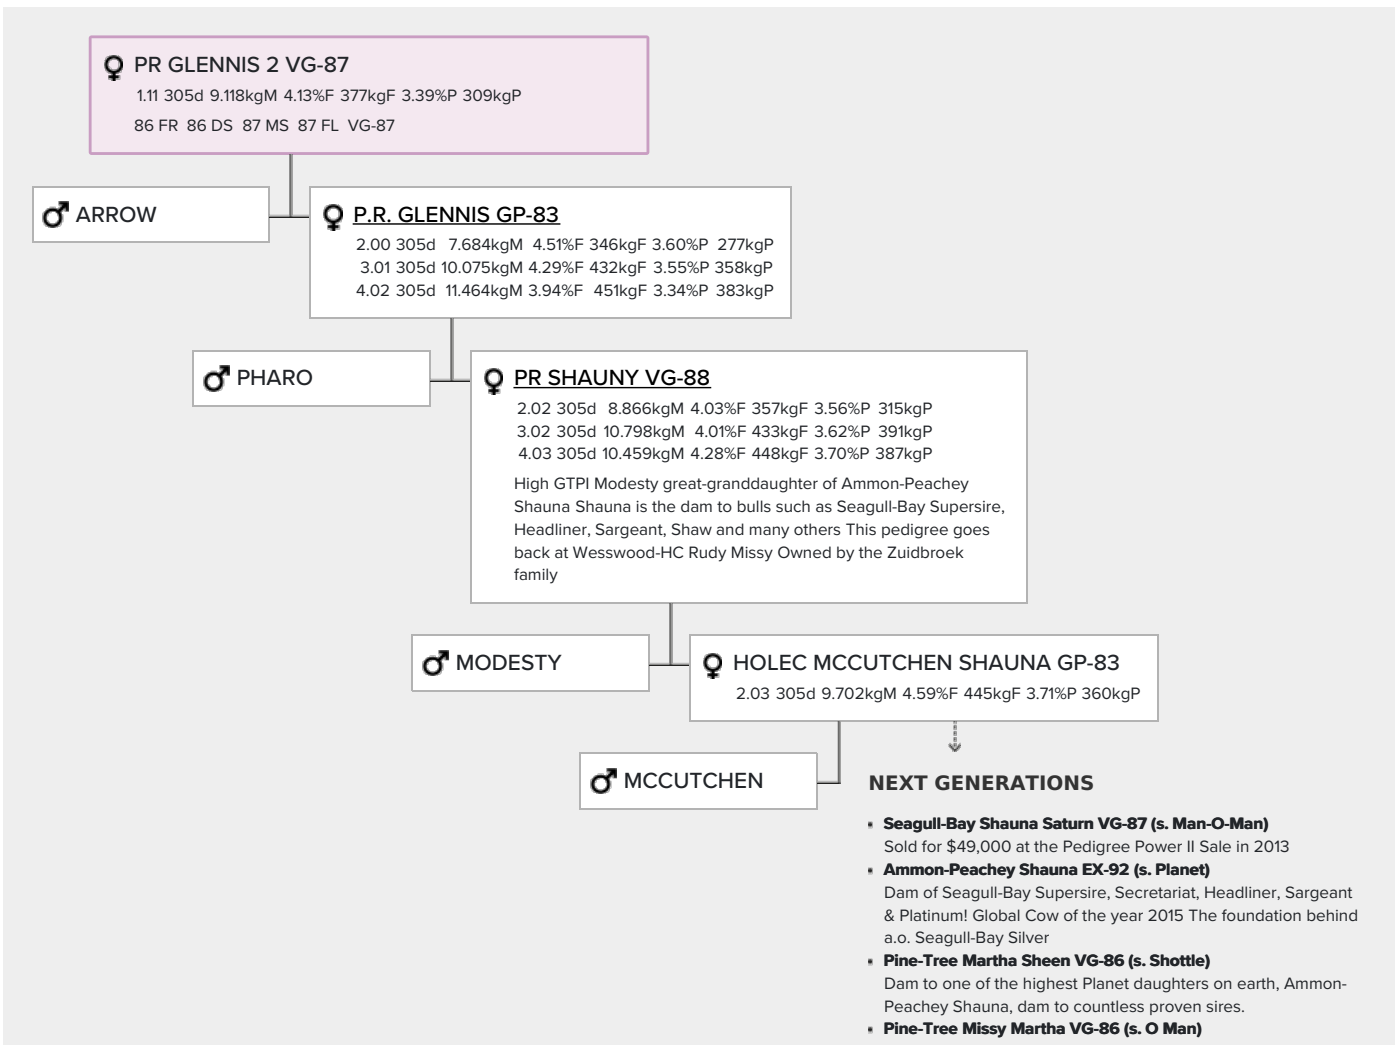 PR GLENNIS 2 VG-87
1.11 305d 9.118kgM 4.13%F 377kgF 3.39%P 309kgP
86 FR 86 DS 87 MS 87 FL VG-87
ARROW
P.R. GLENNIS GP-83
2.00 305d 7.684kgM 4.51%F 346kgF 3.60%P 277kgP
3.01 305d 10.075kgM 4.29%F 432kgF 3.55%P 358kgP
4.02 305d 11.464kgM 3.94%F 451kgF 3.34%P 383kgP
PHARO
PR SHAUNY VG-88
2.02 305d 8.866kgM 4.03%F 357kgF 3.56%P 315kgP
3.02 305d 10.798kgM 4.01%F 433kgF 3.62%P 391kgP
4.03 305d 10.459kgM 4.28%F 448kgF 3.70%P 387kgP
High GTPI Modesty great-granddaughter of Ammon-Peachey
Shauna Shauna is the dam to bulls such as Seagull-Bay Supersire,
Headliner, Sargeant, Shaw and many others This pedigree goes
back at Wesswood-HC Rudy Missy Owned by the Zuidbroek
family
MODESTY
HOLEC MCCUTCHEN SHAUNA GP-83
2.03 305d 9.702kgM 4.59%F 445kgF 3.71%P 360kgP
MCCUTCHEN
NEXT GENERATIONS
Seagull-Bay Shauna Saturn VG-87 (s. Man-O-Man)
Sold for $49,000 at the Pedigree Power II Sale in 2013
Ammon-Peachey Shauna EX-92 (s. Planet)
Dam of Seagull-Bay Supersire, Secretariat, Headliner, Sargeant
& Platinum! Global Cow of the year 2015 The foundation behind
a.o. Seagull-Bay Silver
Pine-Tree Martha Sheen VG-86 (s. Shottle)
Dam to one of the highest Planet daughters on earth, Ammon-
Peachey Shauna, dam to countless proven sires.
Pine-Tree Missy Martha VG-86 (s. O Man)